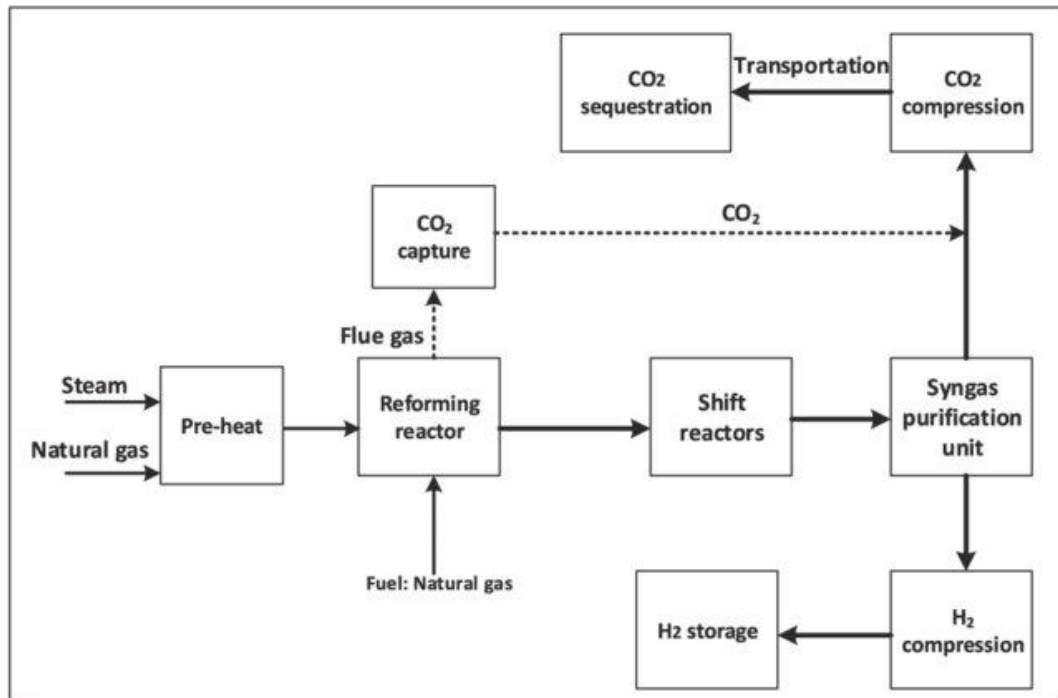 CO2
sequestration
Transportation
CO2
compression
CO₂
capture
CO₂
Flue gas
Steam
Natural gas
Pre-heat
Reforming
reactor
Shift
reactors
Syngas
purification
unit
Fuel: Natural gas
H2 storage
H₂
compression